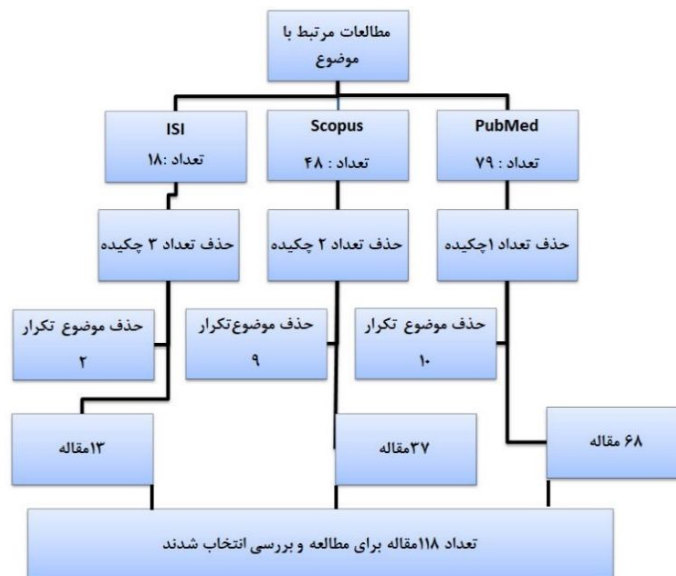 مطالعات مرتبط با
موضوع
PubMed
تعداد : ۷۹
Scopus
تعداد : ۴۸
ISI
تعداد :۱۸
حذف تعداد ۱چکیده
حذف تعداد ۲ چکیده
حذف تعداد ۳ چکیده
حذف موضوع تکرار
۱۰
حذف موضوع تکرار
۹
حذف موضوع تکرار
۲
۶۸ مقاله
۳۷مقاله
۱۳مقاله
تعداد ۱۱۸مقاله برای مطالعه و بررسی انتخاب شدند